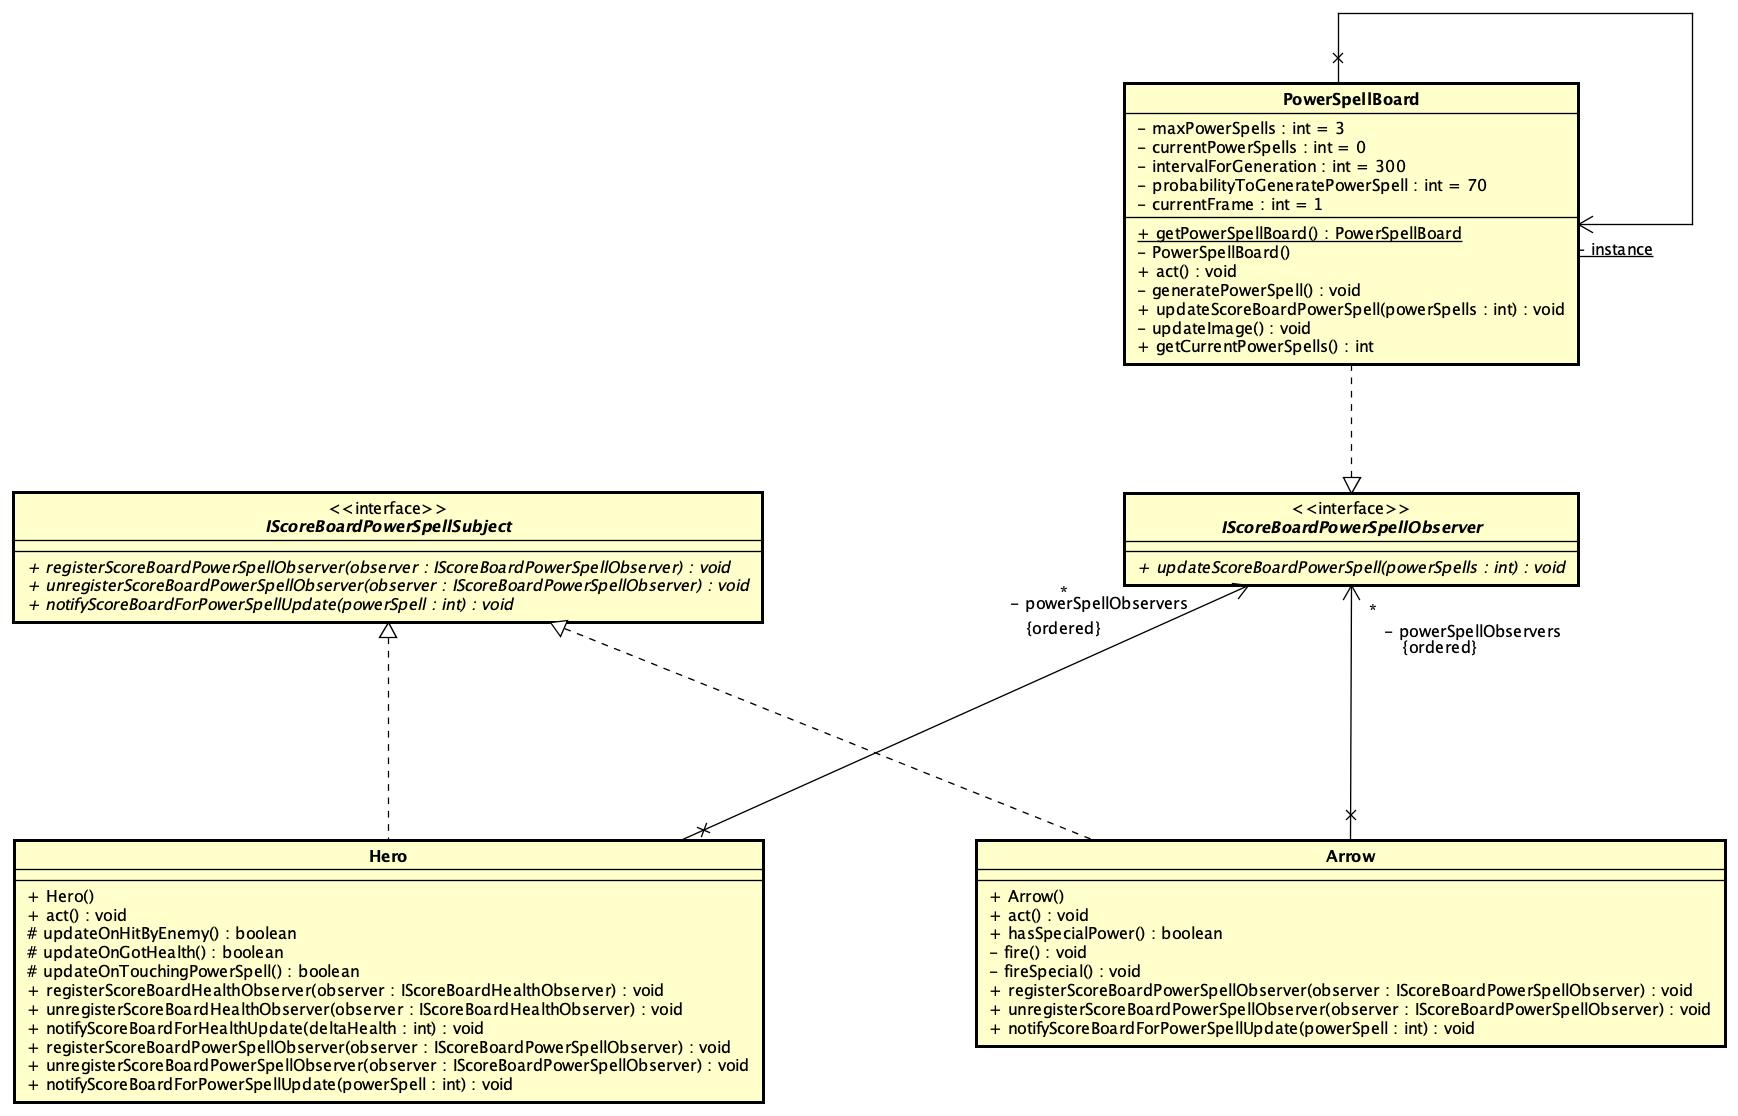 PowerSpellBoard
– maxPowerSpells : int = 3
– currentPowerSpells : int = 0
– intervalForGeneration : int = 300
– probabilityToGeneratePowerSpell : int = 70
– currentFrame : int = 1
+ getPowerSpellBoard() : PowerSpellBoard
– PowerSpellBoard()
+ act() : void
– generatePowerSpell() : void
+ updateScoreBoardPowerSpell(powerSpells : int) : void
– updateImage() : void
+ getCurrentPowerSpells() : int
– instance
<<interface>>
IScoreBoardPowerSpellSubject
+ registerScoreBoardPowerSpellObserver(observer : IScoreBoardPowerSpellObserver) : void
+ unregisterScoreBoardPowerSpellObserver(observer : IScoreBoardPowerSpellObserver) : void
+ notifyScoreBoardForPowerSpellUpdate(powerSpell : int) : void
<<interface>>
IScoreBoardPowerSpellObserver
+ updateScoreBoardPowerSpell(powerSpells : int) : void
*
– powerSpellObservers
{ordered}
*
– powerSpellObservers
{ordered}
Hero
+ Hero()
+ act() : void
# updateOnHitByEnemy() : boolean
# updateOnGotHealth() : boolean
# updateOnTouchingPowerSpell() : boolean
+ registerScoreBoardHealthObserver(observer : IScoreBoardHealthObserver) : void
+ unregisterScoreBoardHealthObserver(observer : IScoreBoardHealthObserver) : void
+ notifyScoreBoardForHealthUpdate(deltaHealth : int) : void
+ registerScoreBoardPowerSpellObserver(observer : IScoreBoardPowerSpellObserver) : void
+ unregisterScoreBoardPowerSpellObserver(observer : IScoreBoardPowerSpellObserver) : void
+ notifyScoreBoardForPowerSpellUpdate(powerSpell : int) : void
Arrow
+ Arrow()
+ act() : void
+ hasSpecialPower() : boolean
– fire() : void
– fireSpecial() : void
+ registerScoreBoardPowerSpellObserver(observer : IScoreBoardPowerSpellObserver) : void
+ unregisterScoreBoardPowerSpellObserver(observer : IScoreBoardPowerSpellObserver) : void
+ notifyScoreBoardForPowerSpellUpdate(powerSpell : int) : void